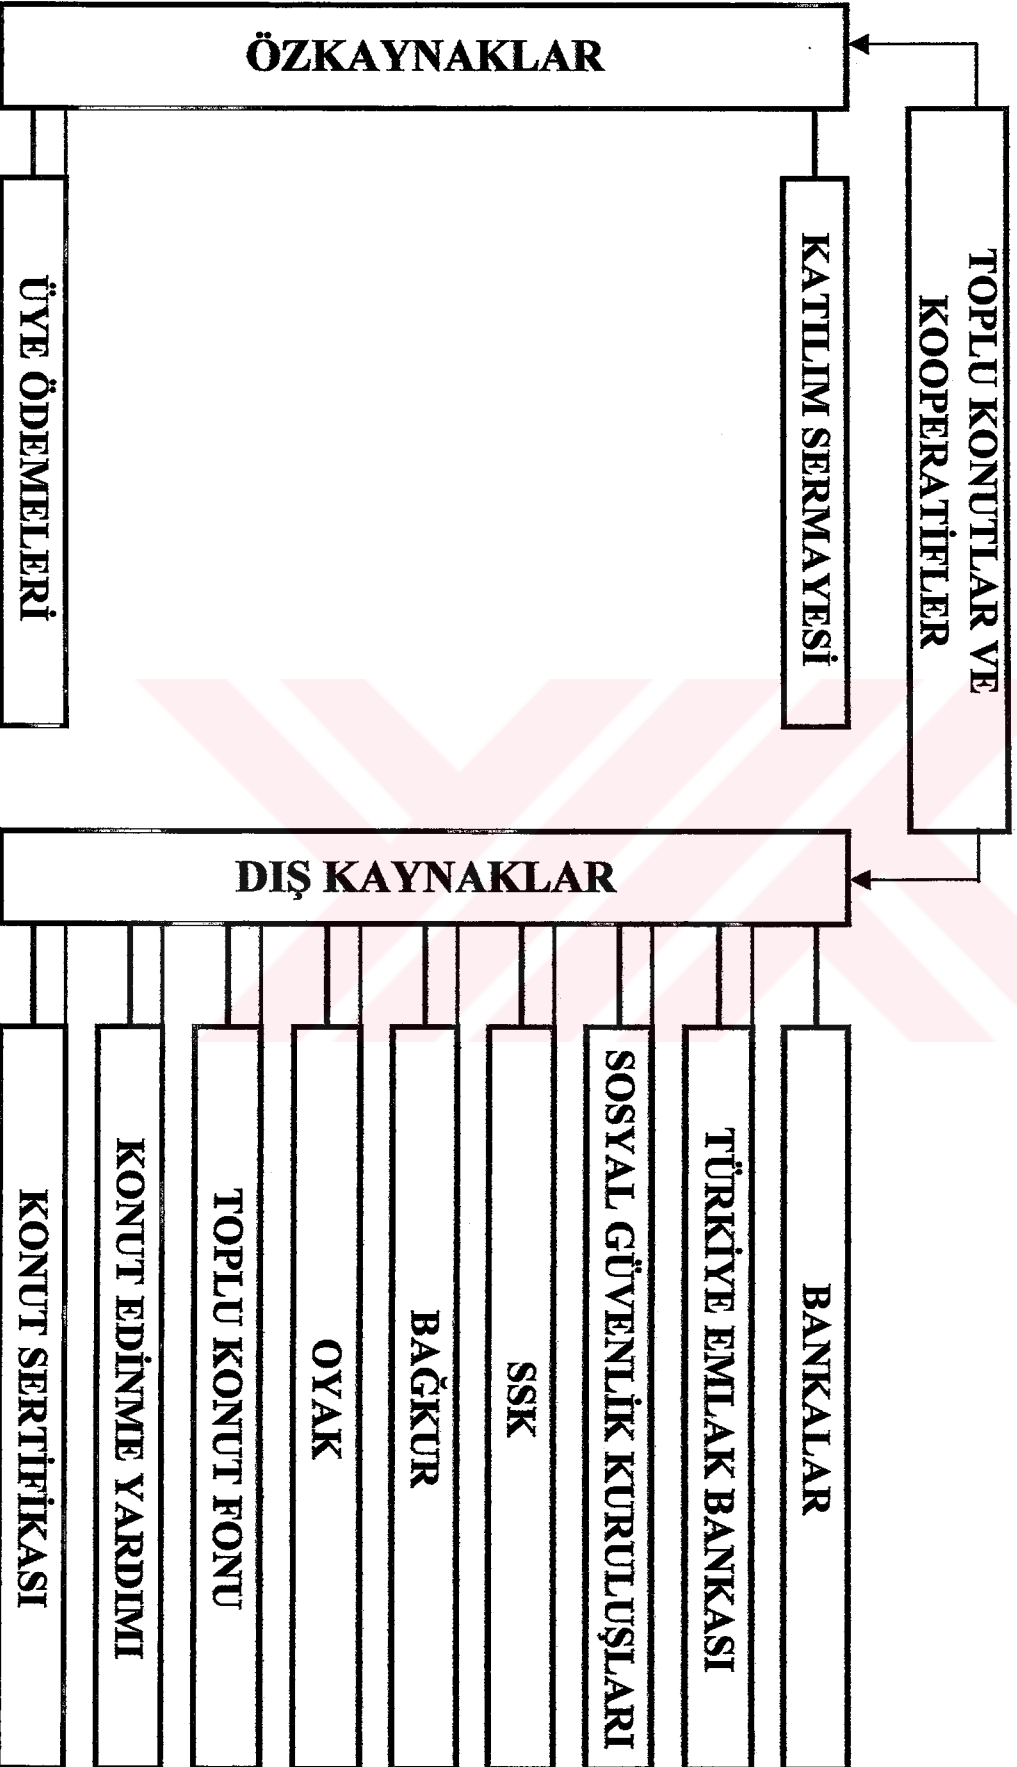 TOPLU KONUTLAR VE
KOOPERATİFLER
ÖZKAYNAKLAR
KATILIM SERMAYESİ
ÜYE ÖDEMELERİ
DIŞ KAYNAKLAR
BANKALAR
TÜRKİYE EMLAK BANKASI
SOSYAL GÜVENLİK KURULUŞLARI
SSK
BAĞKUR
OYAK
TOPLU KONUT FONU
KONUT EDİNME YARDIMI
KONUT SERTİFİKASI